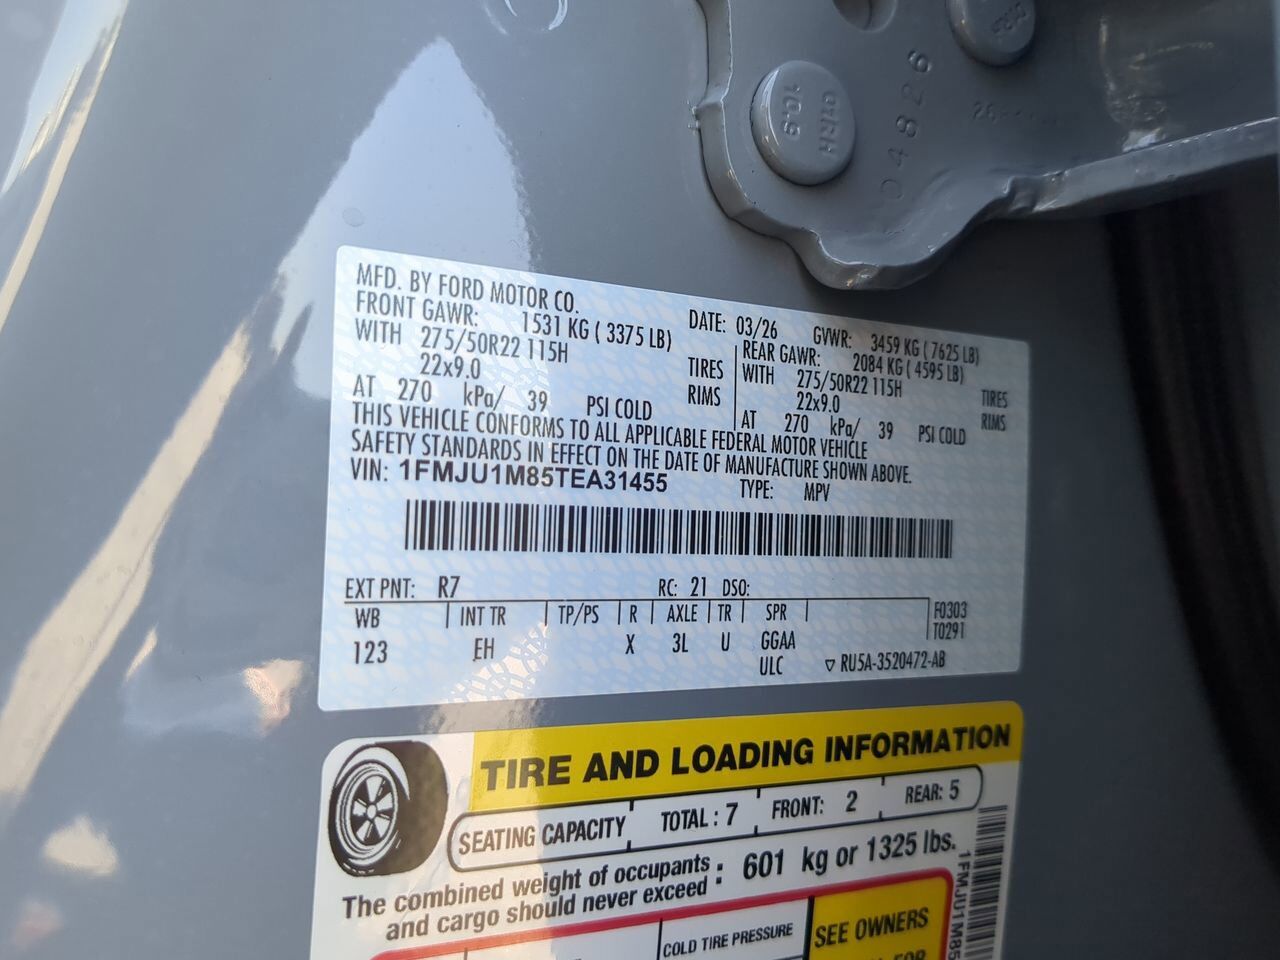 OTRH
10.9
04826
MFD. BY FORD MOTOR CO.
DATE: 03/26 GVWR: 3459 KG ( 7625 LB)
FRONT GAWR: 1531 KG ( 3375 LB)
WITH 275/50R22 115H TIRES
22x9.0 RIMS
AT 270 kPa/ 39 PSI COLD
REAR GAWR: 2084 KG ( 4595 LB)
WITH 275/50R22 115H TIRES
22x9.0 RIMS
AT 270 kPa/ 39 PSI COLD
THIS VEHICLE CONFORMS TO ALL APPLICABLE FEDERAL MOTOR VEHICLE
SAFETY STANDARDS IN EFFECT ON THE DATE OF MANUFACTURE SHOWN ABOVE.
VIN: 1FMJU1M85TEA31455 TYPE: MPV
EXT PNT: R7 RC: 21 DSO:
WB INT TR TP/PS R AXLE TR SPR F0303
T0291
123 EH X 3L U GGAA
ULC ▽ RU5A-3520472-AB
TIRE AND LOADING INFORMATION
SEATING CAPACITY TOTAL : 7 FRONT: 2 REAR: 5
The combined weight of occupants
and cargo should never exceed : 601 kg or 1325 lbs.
COLD TIRE PRESSURE
SEE OWNERS
FOR
1FMJU1M85